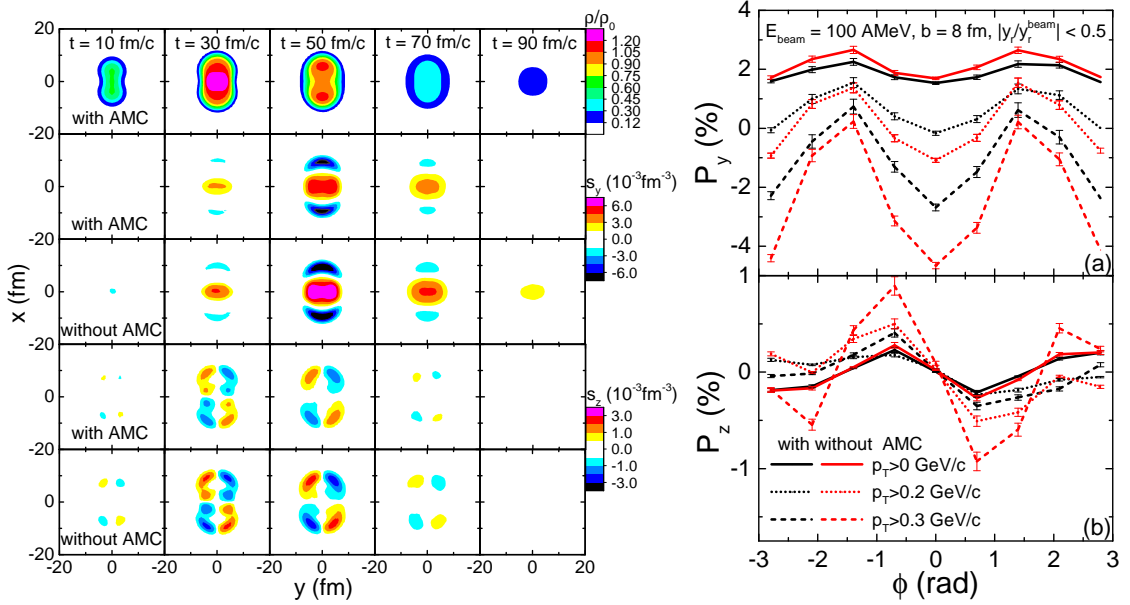 ρ/ρ₀
t = 10 fm/c t = 30 fm/c t = 50 fm/c t = 70 fm/c t = 90 fm/c
20
0
-20
with AMC
1.20
1.05
0.90
0.75
0.60
0.45
0.30
0.12
0
-20
with AMC
s_y (10⁻³fm⁻³)
6.0
3.0
0.0
-3.0
-6.0
0
-20
without AMC
x (fm)
0
-20
with AMC
s_z (10⁻³fm⁻³)
3.0
1.0
0.0
-1.0
-3.0
0
-20
without AMC
-20 0 20 0 20 0 20 0 20 0 20
y (fm)
E_beam = 100 AMeV, b = 8 fm, |y_r/y_r^beam| < 0.5
4
2
0
-2
-4
P_y (%)
(a)
1
0
-1
P_z (%)
with without AMC
p_T>0 GeV/c
p_T>0.2 GeV/c
p_T>0.3 GeV/c
(b)
-3 -2 -1 0 1 2 3
ϕ (rad)